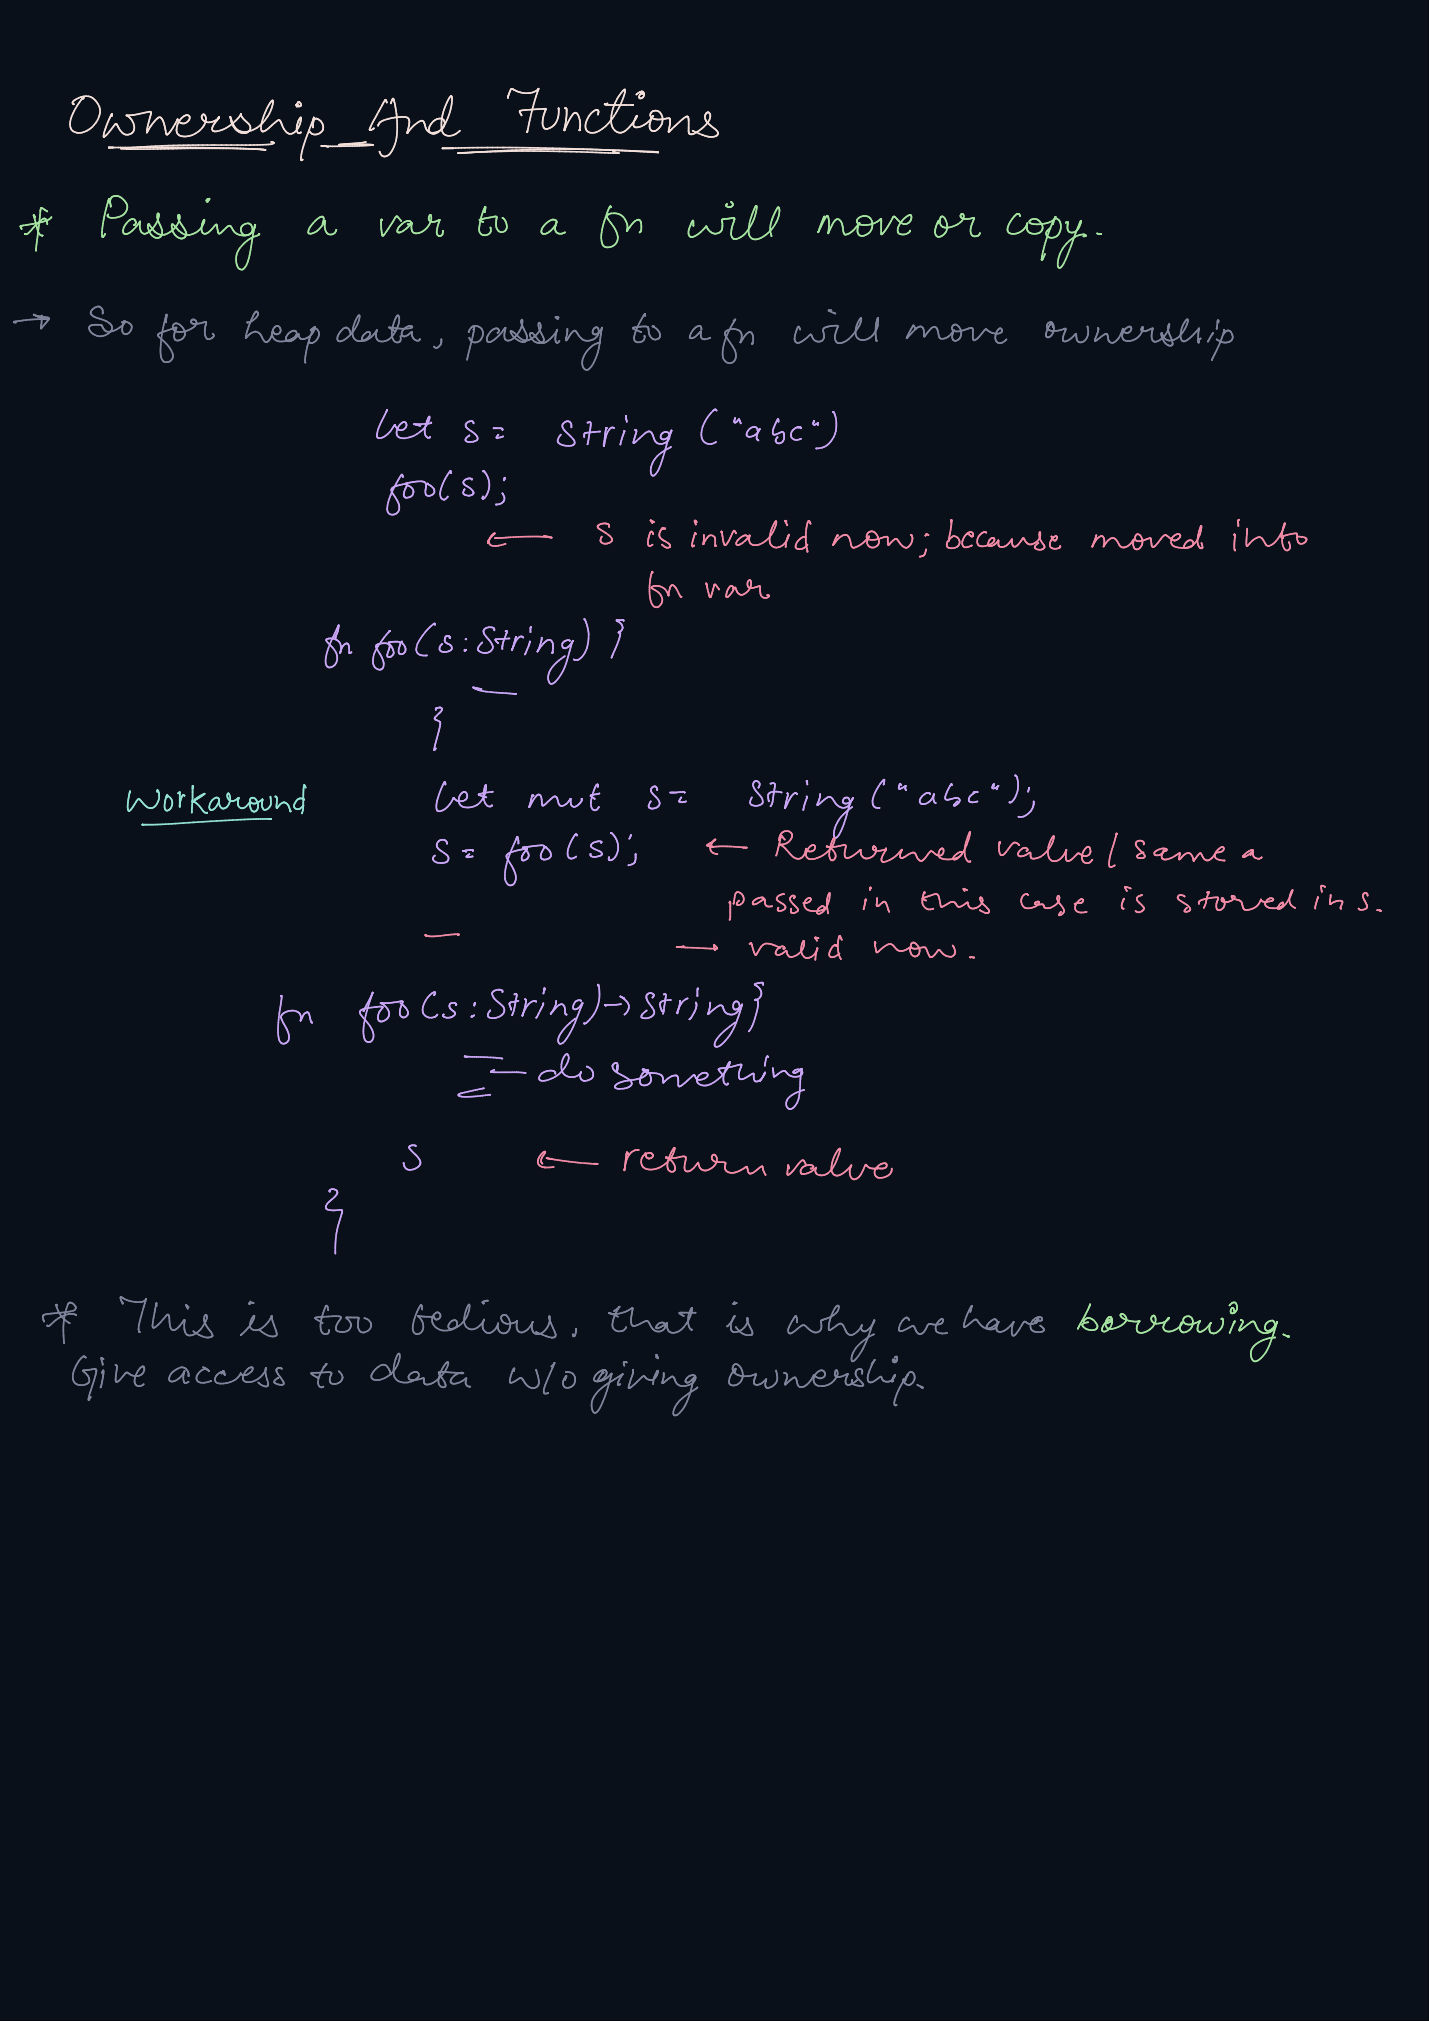 Ownership And Functions
* Passing a var to a fn will move or copy.
→ So for heap data, passing to a fn will move ownership
let s = String ("abc")
foo(s);
← s is invalid now; because moved into
fn var
fn foo(s: String) }
}
Workaround let mut s = String ("abc");
s = foo(s); ← Returned value / same a
passed in this case is stored in s.
→ valid now.
fn foo(s: String) -> String }
— do something
s ← return value
}
* This is too tedious, that is why we have borrowing.
Give access to data w/o giving ownership.